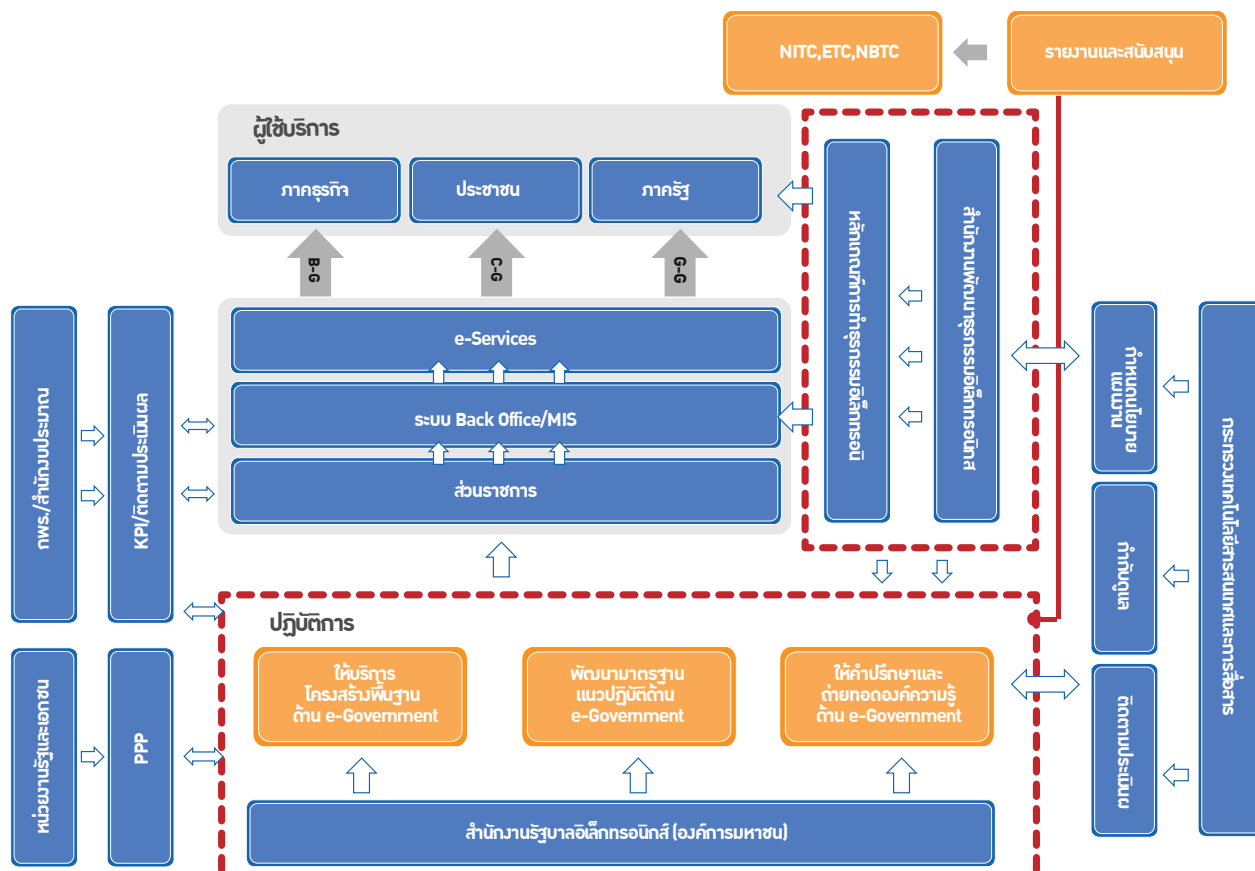 NITC,ETC,NBTC
รายงานและสนับสนุน
ผู้ใช้บริการ
ภาคธุรกิจ
ประชาชน
ภาครัฐ
B-G
C-G
G-G
e-Services
ระบบ Back Office/MIS
ส่วนราชการ
หลักเกณฑ์การทำธุรกรรมอิเล็กทรอนิ
สำนักงานพัฒนาธุรกรรมอิเล็กทรอนิกส
กพร./สำนักงบประมาณ
KPI/ติดตามประเมินผล
หน่วยงานรัฐและเอกชน
PPP
กำหนดนโยบาย
ทิศทาง
กำกับดูแล
ติดตามประเมินผล
กระทรวงเทคโนโลยีสารสนเทศและการสื่อสาร
ปฏิบัติการ
ให้บริการ
โครงสร้างพื้นฐาน
ด้าน e-Government
พัฒนามาตรฐาน
แนวปฏิบัติด้าน
e-Government
ให้คำปรึกษาและ
ถ่ายทอดองค์ความรู้
ด้าน e-Government
สำนักงานรัฐบาลอิเล็กทรอนิกส์ (องค์การมหาชน)